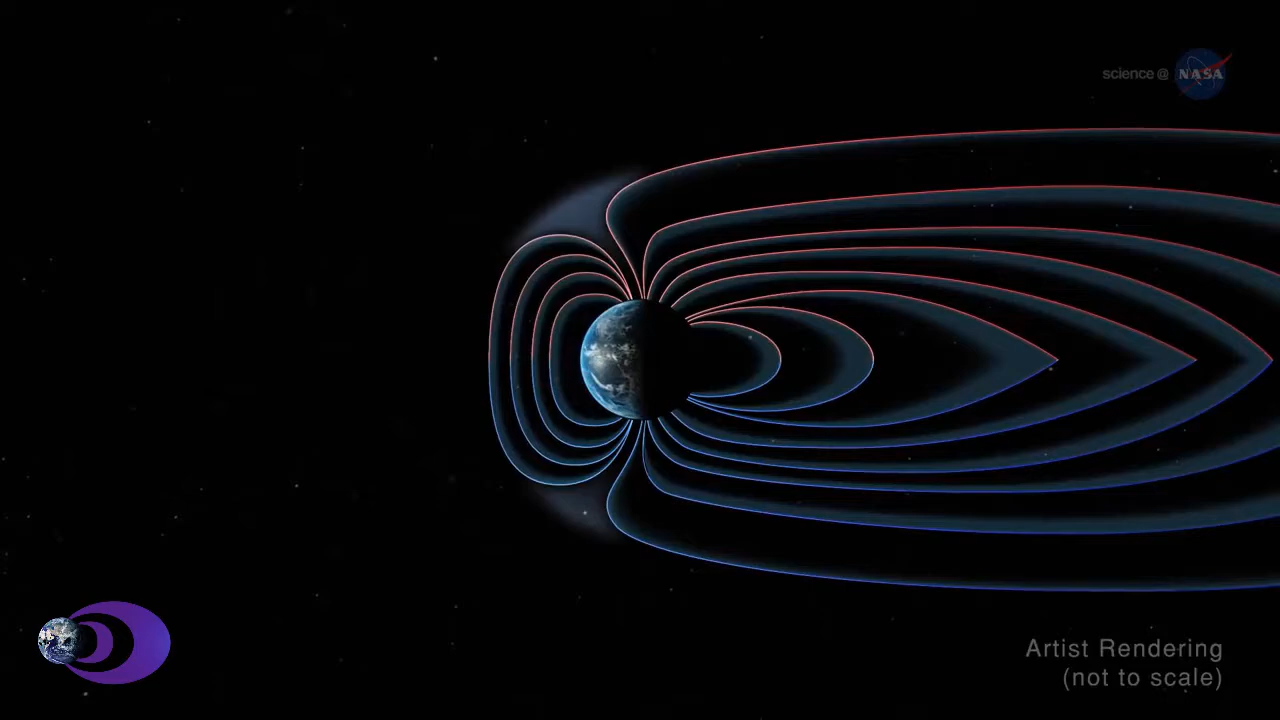 science @ NASA
Artist Rendering
(not to scale)